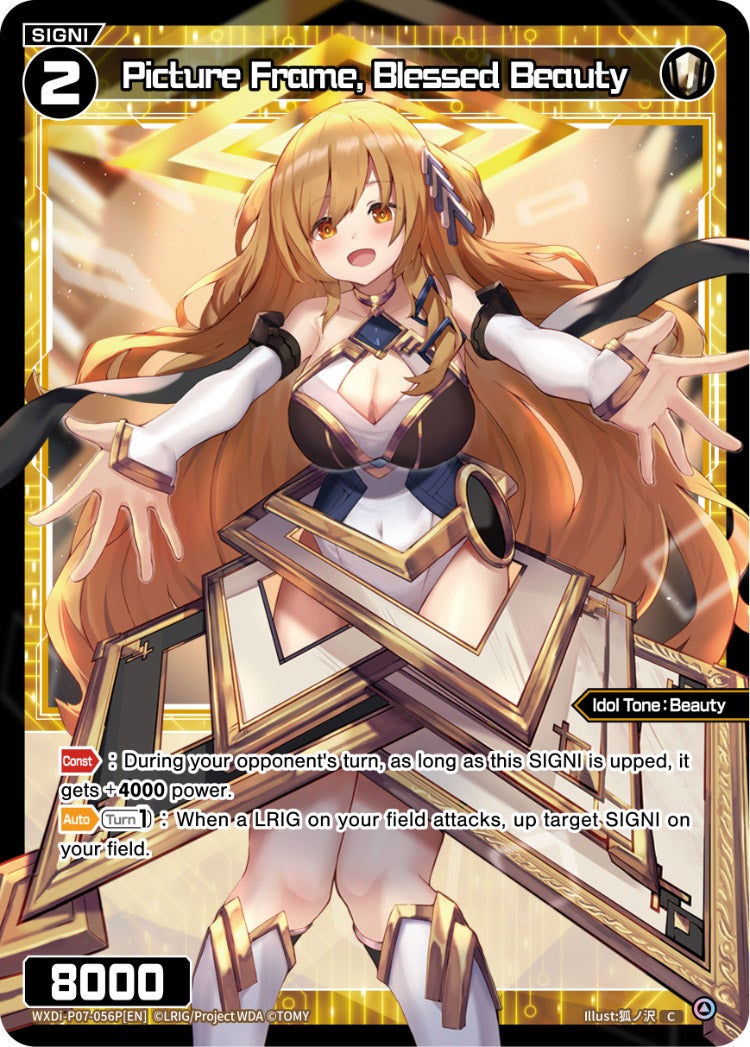 SIGNI
2
Picture Frame, Blessed Beauty
Idol Tone：Beauty
Const：During your opponent's turn, as long as this SIGNI is upped, it
gets +4000 power.
Auto Turn 1：When a LRIG on your field attacks, up target SIGNI on
your field.
8000
WXDi-P07-056P[EN] ©LRIG/Project WDA ©TOMY
Illust:狐ノ沢 C